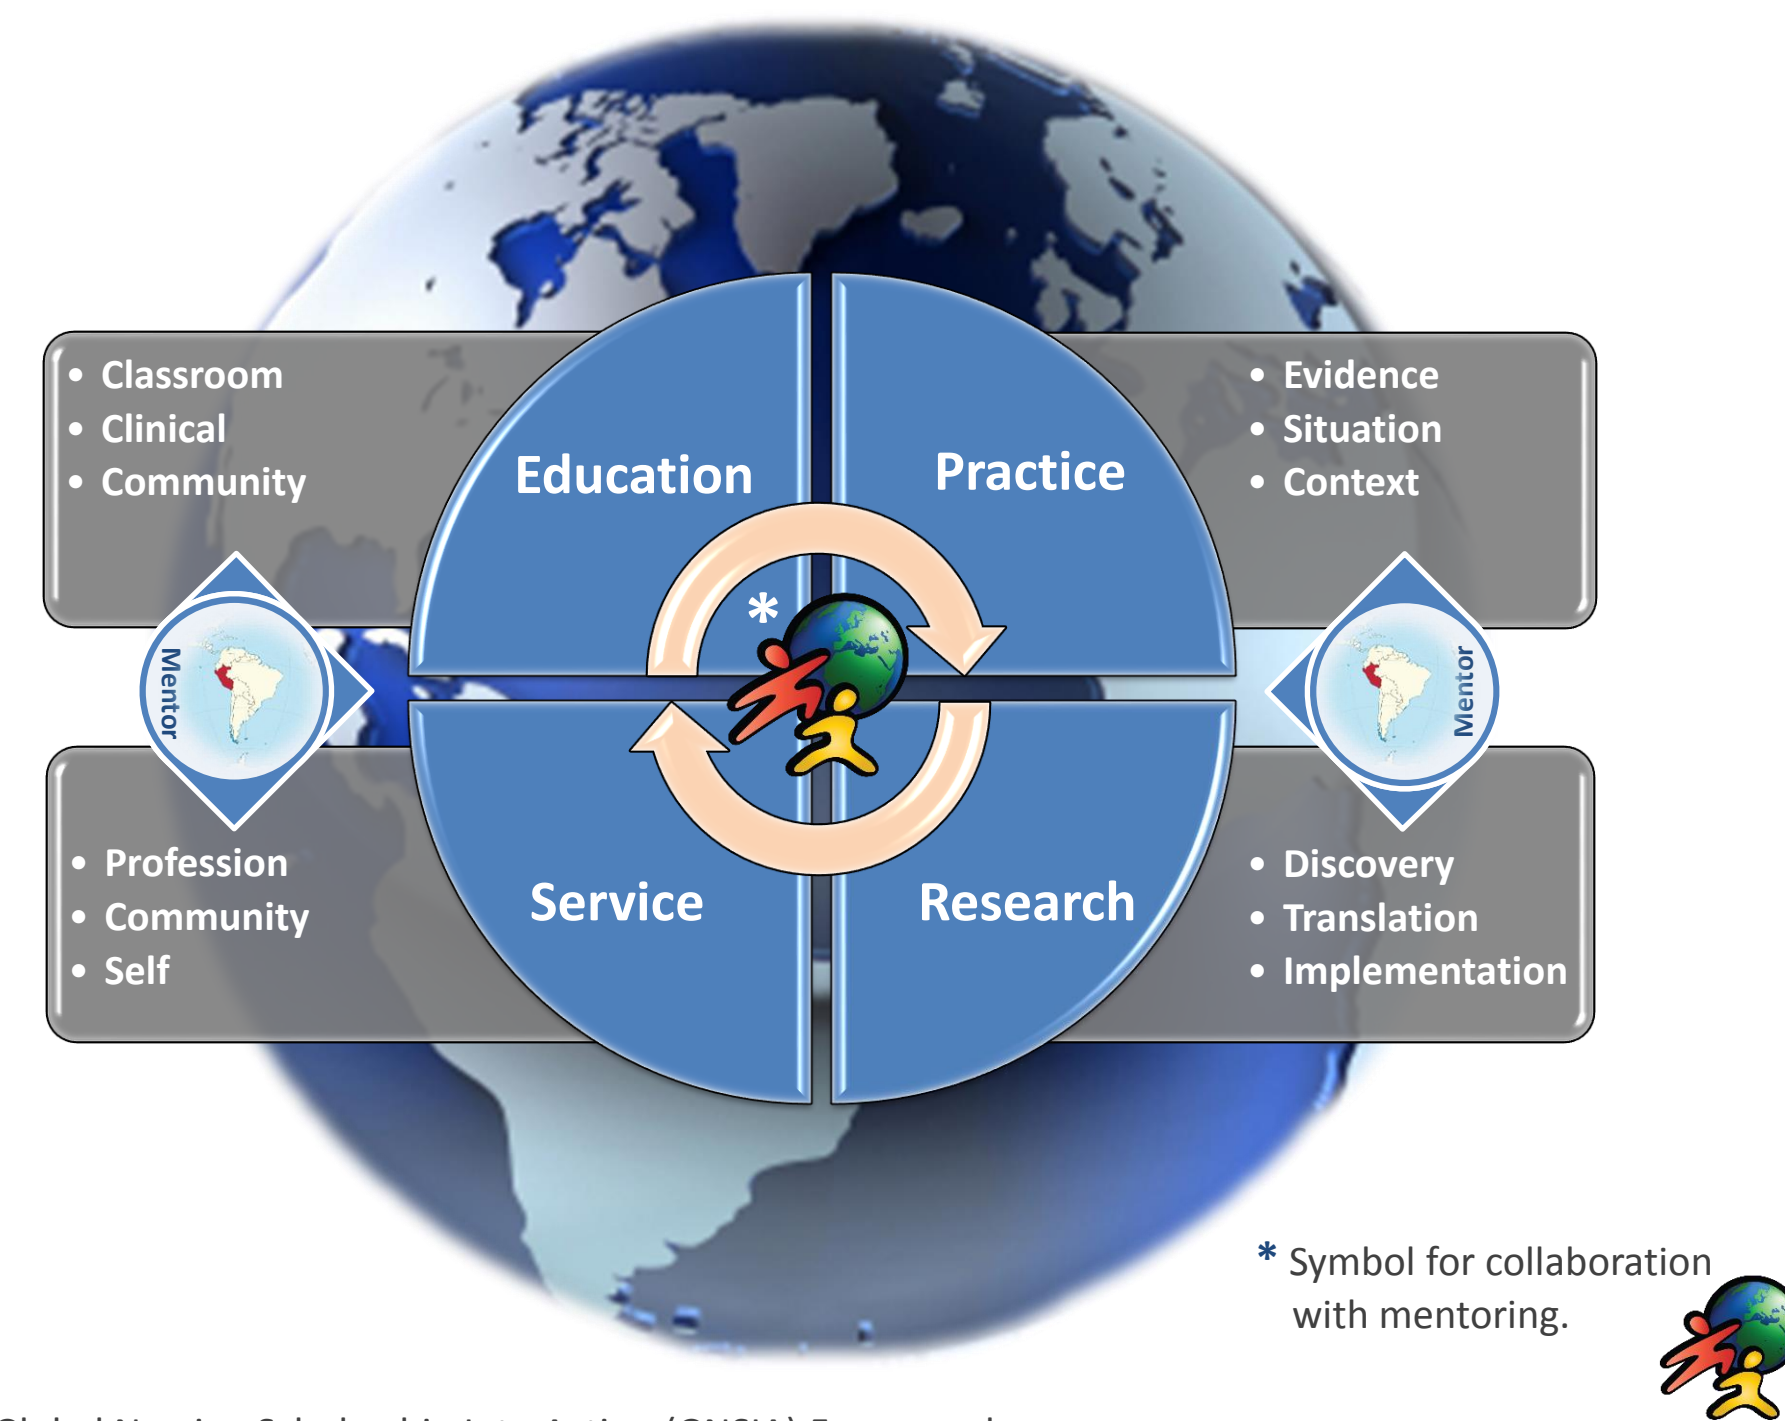 • Classroom
• Clinical
• Community
Education
Practice
• Evidence
• Situation
• Context
*
Mentor
Mentor
• Profession
• Community
• Self
Service
Research
• Discovery
• Translation
• Implementation
* Symbol for collaboration
with mentoring.